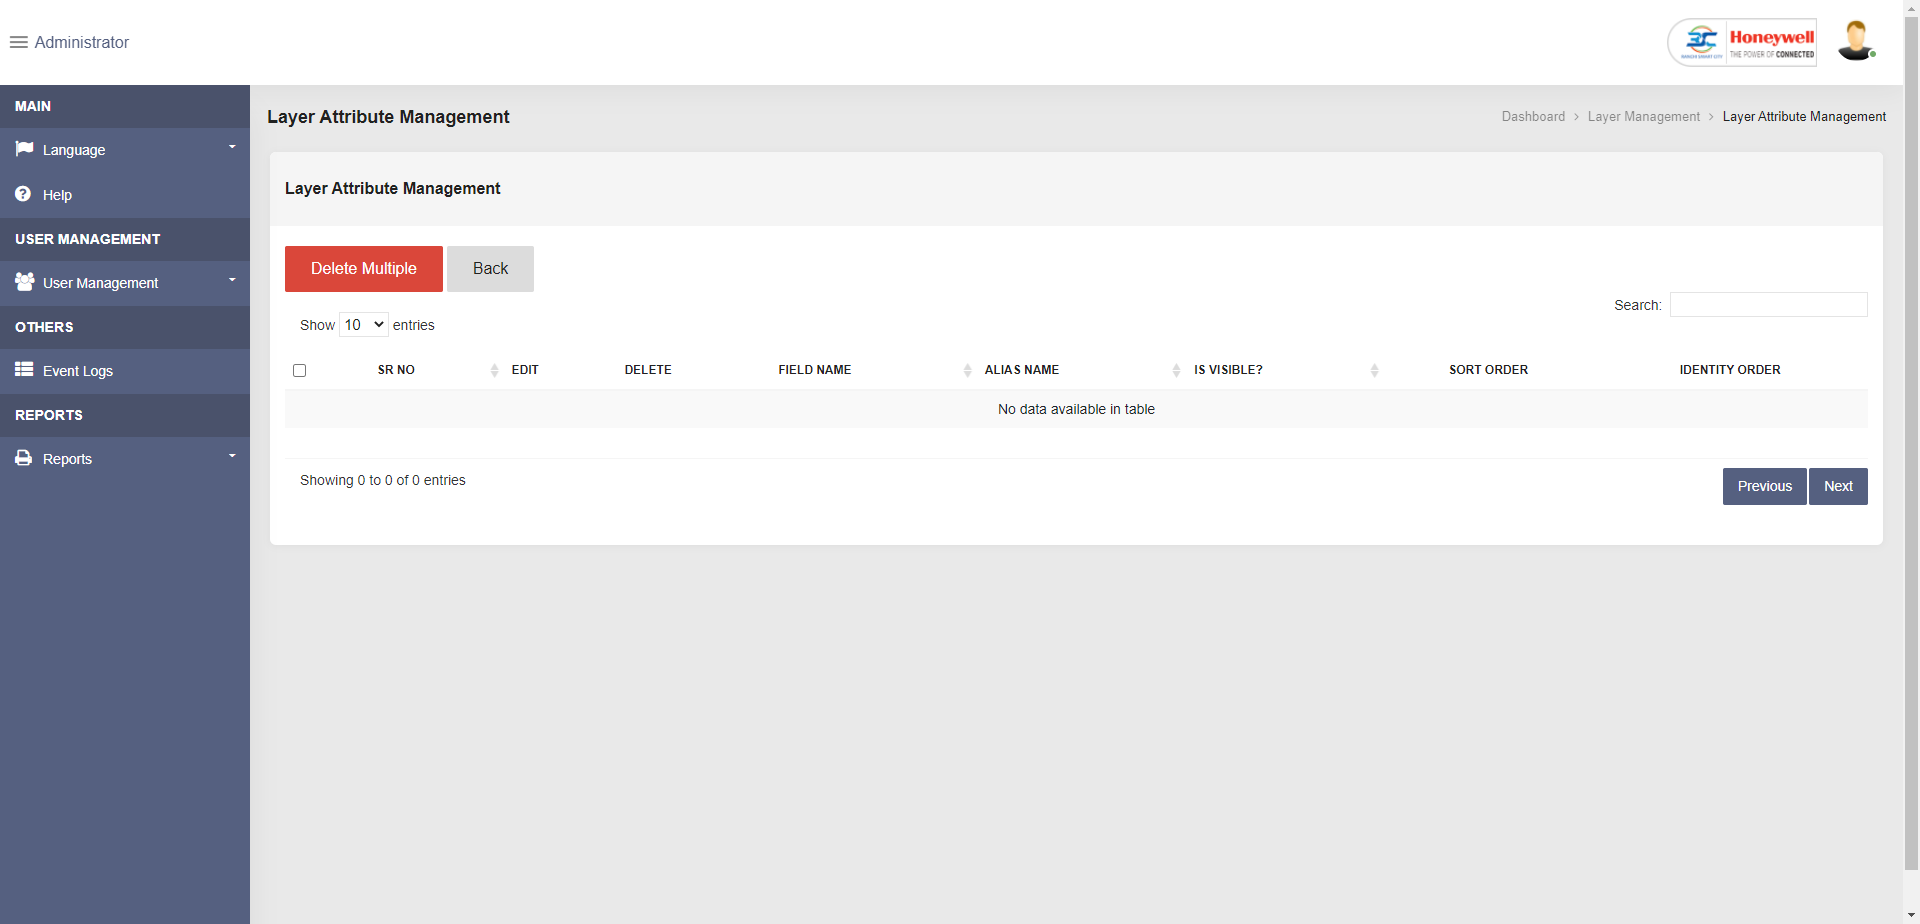 Administrator
Honeywell
THE POWER OF CONNECTED
MAIN
Language
Help
USER MANAGEMENT
User Management
OTHERS
Event Logs
REPORTS
Reports
Layer Attribute Management
Dashboard > Layer Management > Layer Attribute Management
Layer Attribute Management
Delete Multiple Back
Search:
Show 10 entries
SR NO EDIT DELETE FIELD NAME ALIAS NAME IS VISIBLE? SORT ORDER IDENTITY ORDER
No data available in table
Showing 0 to 0 of 0 entries
Previous Next